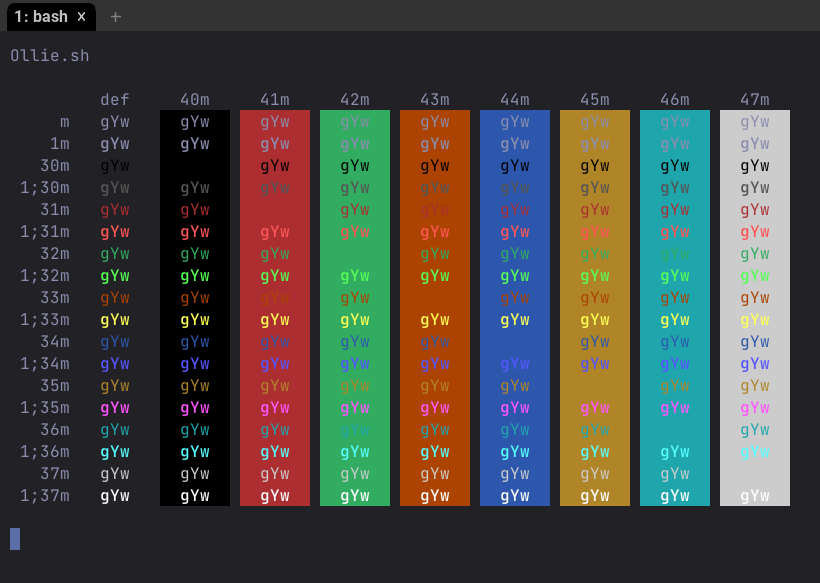 1: bash × +
Ollie.sh
def 40m 41m 42m 43m 44m 45m 46m 47m
m gYw gYw gYw gYw gYw gYw gYw gYw gYw
1m gYw gYw gYw gYw gYw gYw gYw gYw gYw
30m gYw gYw gYw gYw gYw gYw gYw gYw
1;30m gYw gYw gYw gYw gYw gYw gYw gYw gYw
31m gYw gYw gYw gYw gYw gYw gYw gYw
1;31m gYw gYw gYw gYw gYw gYw gYw gYw gYw
32m gYw gYw gYw gYw gYw gYw gYw gYw
1;32m gYw gYw gYw gYw gYw gYw gYw gYw gYw
33m gYw gYw gYw gYw gYw gYw gYw gYw
1;33m gYw gYw gYw gYw gYw gYw gYw gYw gYw
34m gYw gYw gYw gYw gYw gYw gYw gYw
1;34m gYw gYw gYw gYw gYw gYw gYw gYw gYw
35m gYw gYw gYw gYw gYw gYw gYw gYw
1;35m gYw gYw gYw gYw gYw gYw gYw gYw gYw
36m gYw gYw gYw gYw gYw gYw gYw gYw
1;36m gYw gYw gYw gYw gYw gYw gYw gYw gYw
37m gYw gYw gYw gYw gYw gYw gYw gYw
1;37m gYw gYw gYw gYw gYw gYw gYw gYw gYw